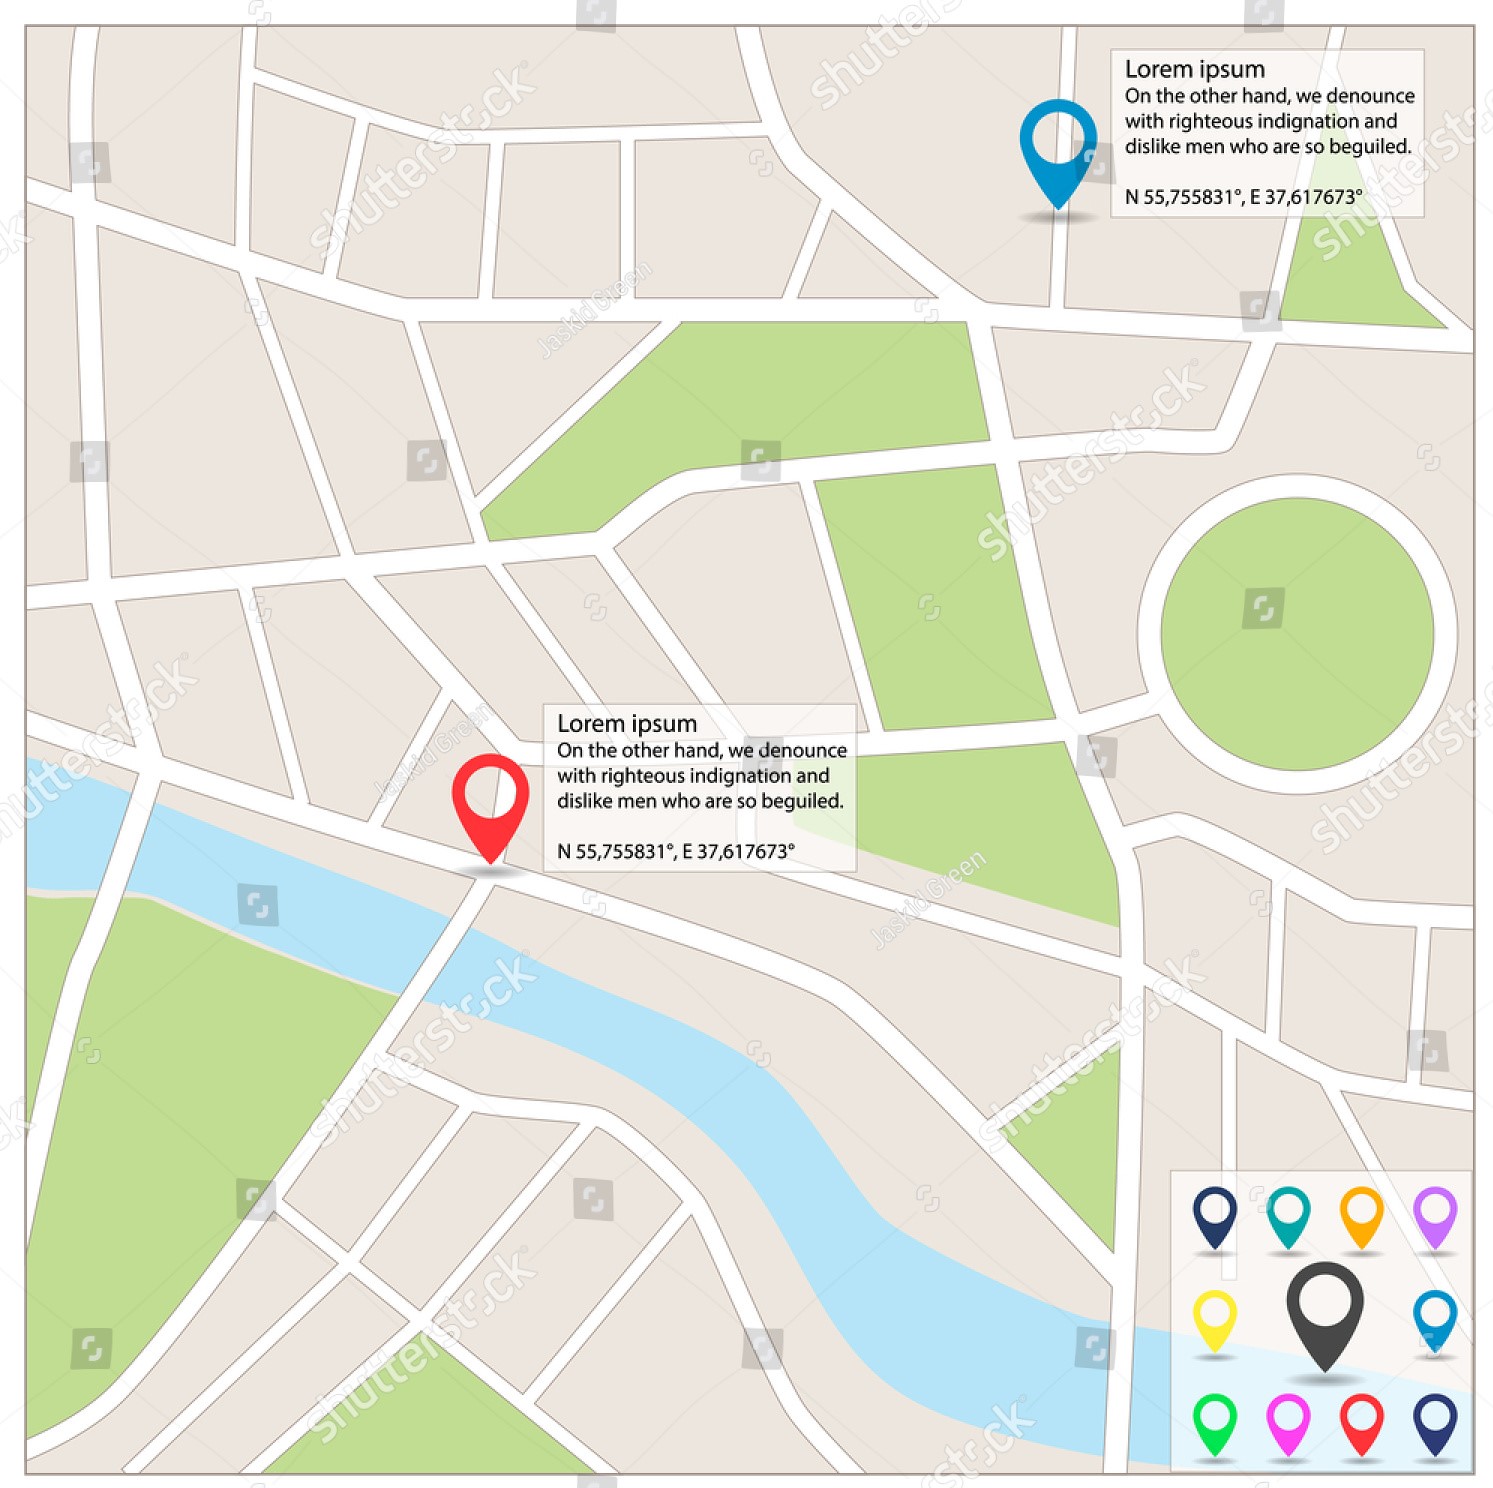 Lorem ipsum
On the other hand, we denounce
with righteous indignation and
dislike men who are so beguiled.
N 55,755831°, E 37,617673°
Lorem ipsum
On the other hand, we denounce
with righteous indignation and
dislike men who are so beguiled.
N 55,755831°, E 37,617673°
shutterstock
shutterstock
shutterstock
shutterstock
shutterstock
shutterstock
shutterstock
shutterstock
shutterstock
shutterstock
shutterstock
Jaskid Green
Jaskid Green
Jaskid Green